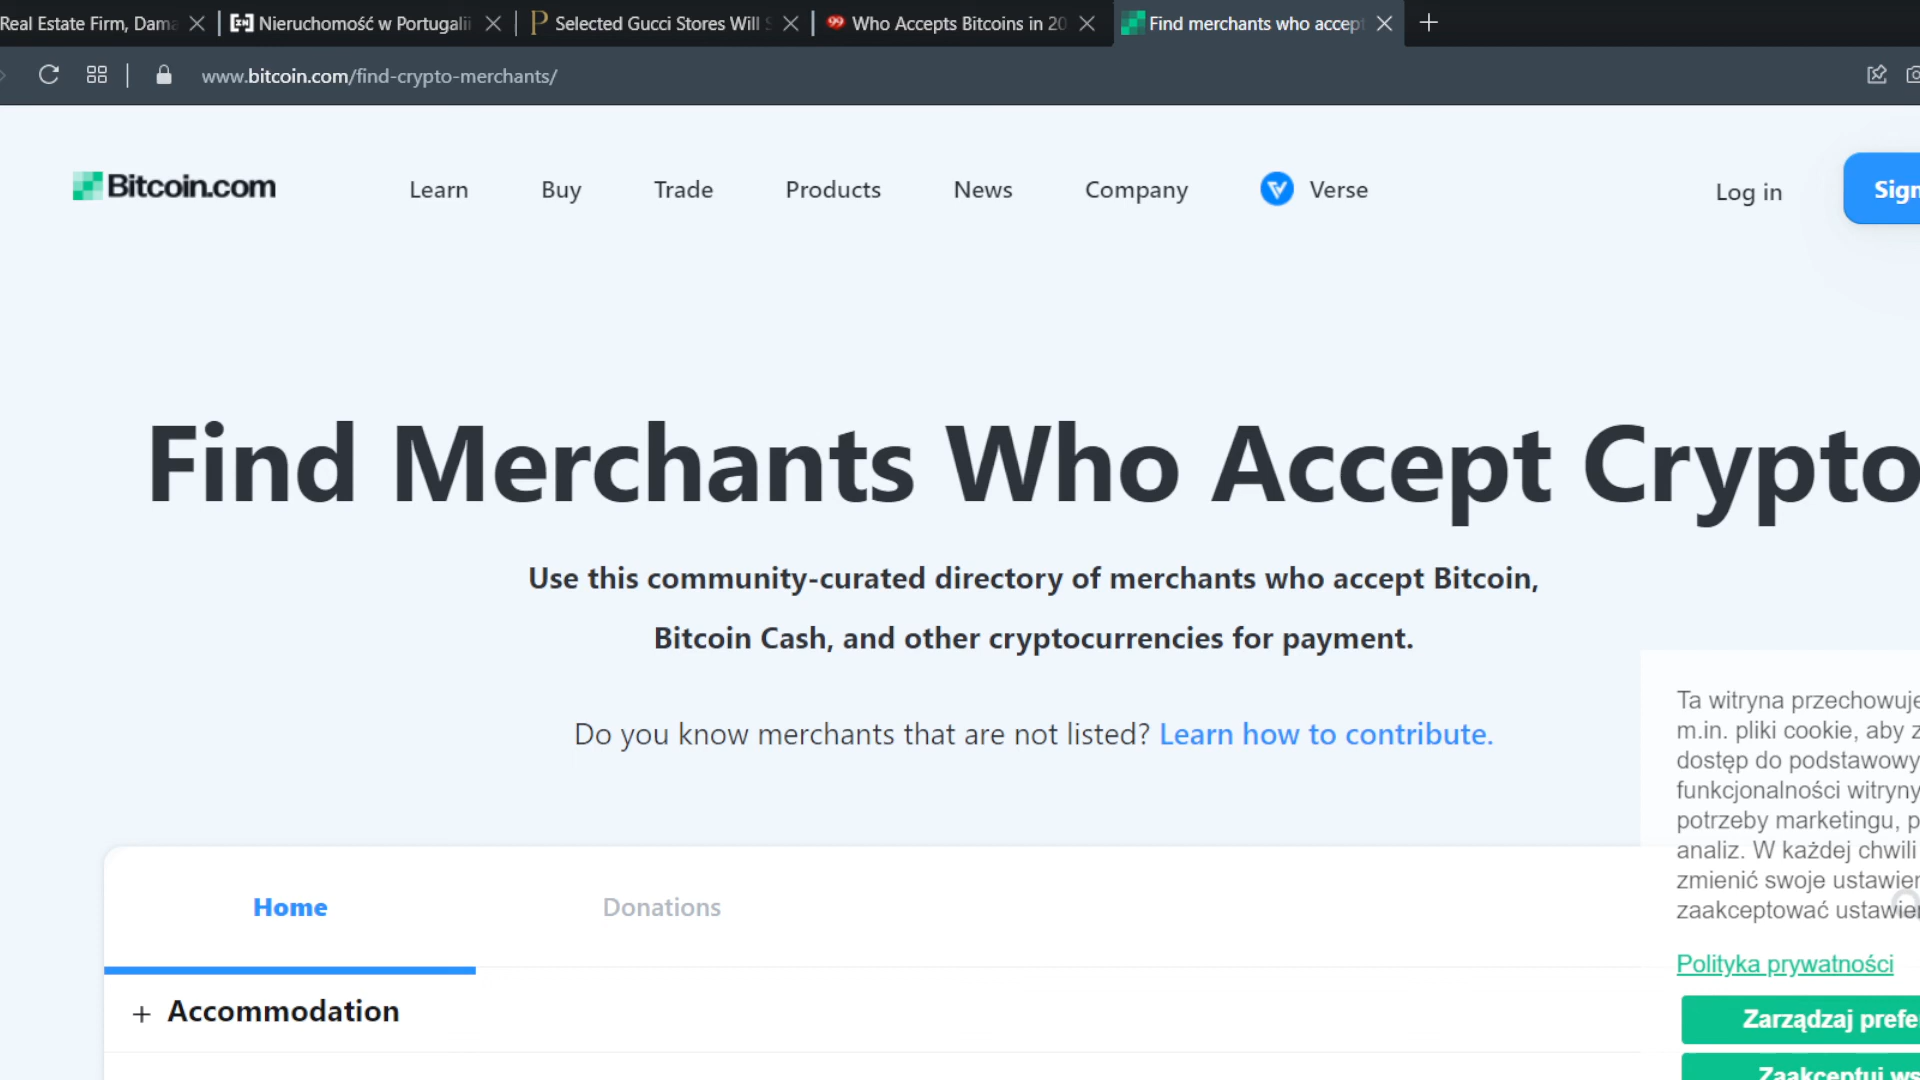 Real Estate Firm, Dama
Nieruchomość w Portugalii
Selected Gucci Stores Will S
Who Accepts Bitcoins in 20
Find merchants who accept
www.bitcoin.com/find-crypto-merchants/
Bitcoin.com
Learn
Buy
Trade
Products
News
Company
Verse
Log in
Sign
Find Merchants Who Accept Crypto
Use this community-curated directory of merchants who accept Bitcoin,
Bitcoin Cash, and other cryptocurrencies for payment.
Do you know merchants that are not listed? Learn how to contribute.
Ta witryna przechowuje
m.in. pliki cookie, aby z
dostęp do podstawowy
funkcjonalności witryny
potrzeby marketingu, p
analiz. W każdej chwili
zmienić swoje ustawien
zaakceptować ustawien
Polityka prywatności
Zarządzaj prefe
Zaakceptuj ws
Home
Donations
+ Accommodation